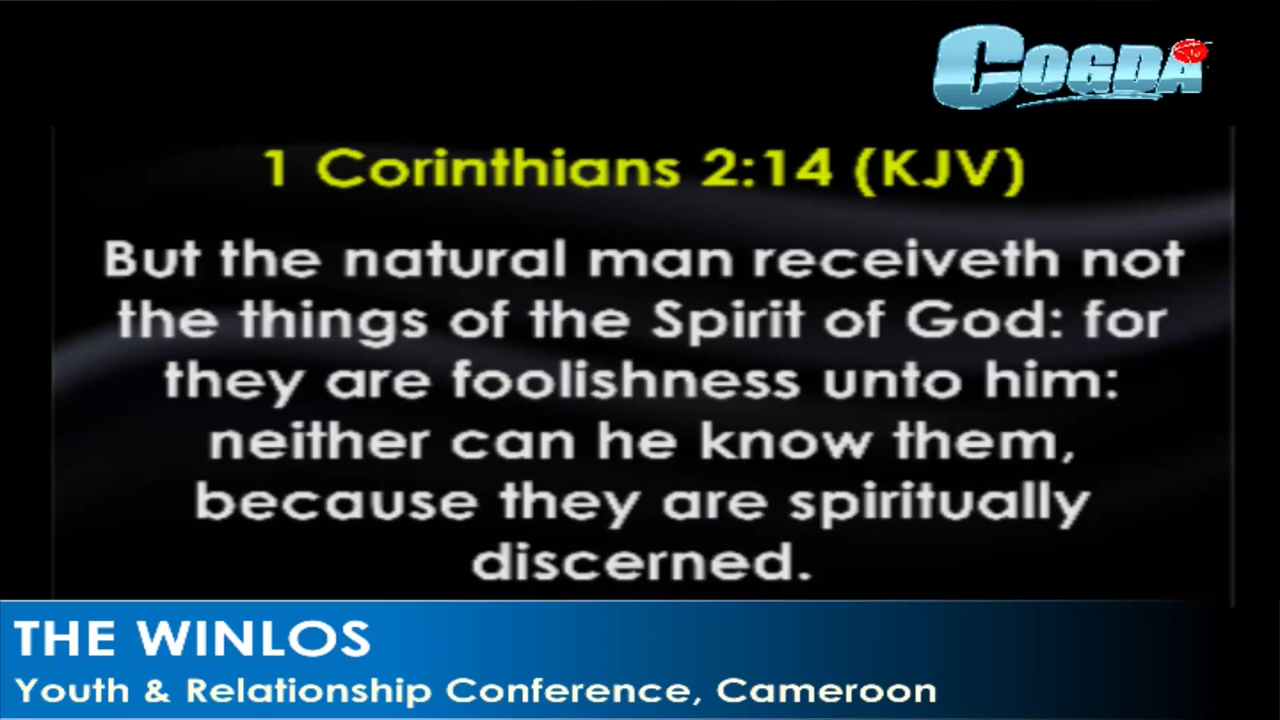 COGDA TV
1 Corinthians 2:14 (KJV)
But the natural man receiveth not
the things of the Spirit of God: for
they are foolishness unto him:
neither can he know them,
because they are spiritually
discerned.
THE WINLOS
Youth & Relationship Conference, Cameroon